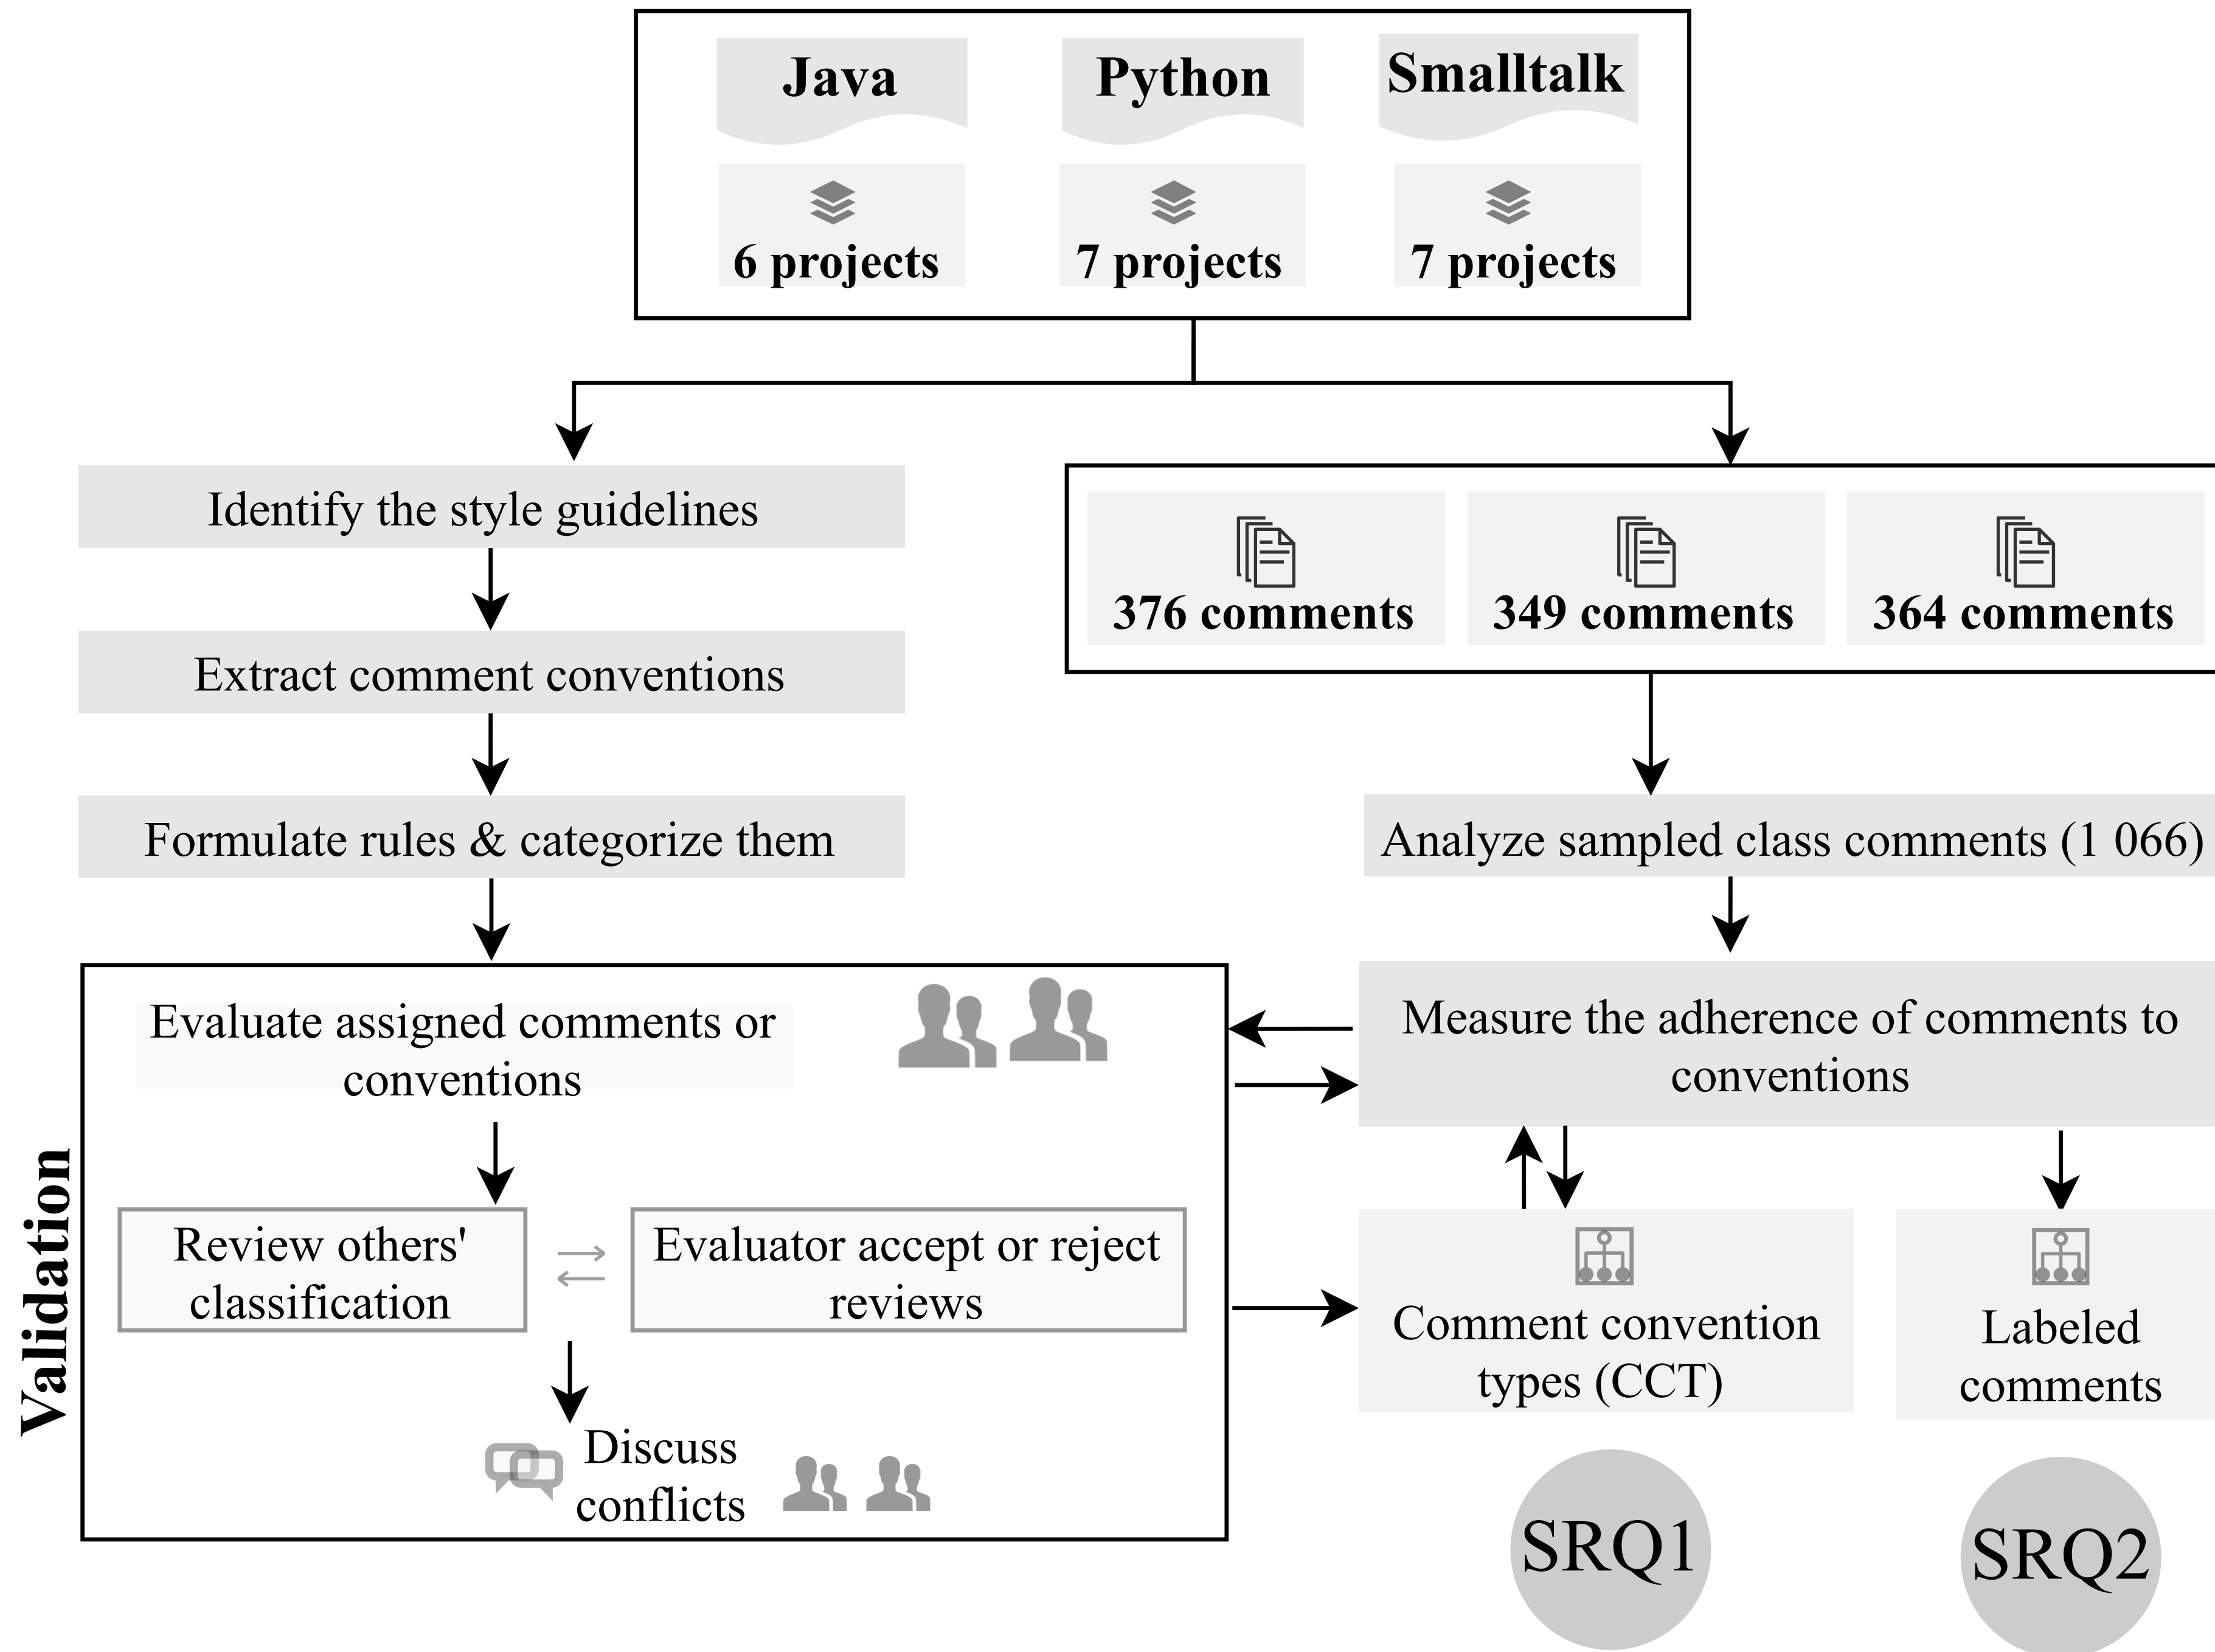 Java
Python
Smalltalk
6 projects
7 projects
7 projects
Identify the style guidelines
Extract comment conventions
Formulate rules & categorize them
376 comments
349 comments
364 comments
Analyze sampled class comments (1 066)
Measure the adherence of comments to
conventions
Validation
Evaluate assigned comments or
conventions
Review others'
classification
Evaluator accept or reject
reviews
Discuss
conflicts
Comment convention
types (CCT)
Labeled
comments
SRQ1
SRQ2